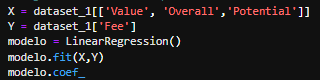 X = dataset_1[['Value', 'Overall','Potential']]
Y = dataset_1['Fee']
modelo = LinearRegression()
modelo.fit(X,Y)
modelo.coef_